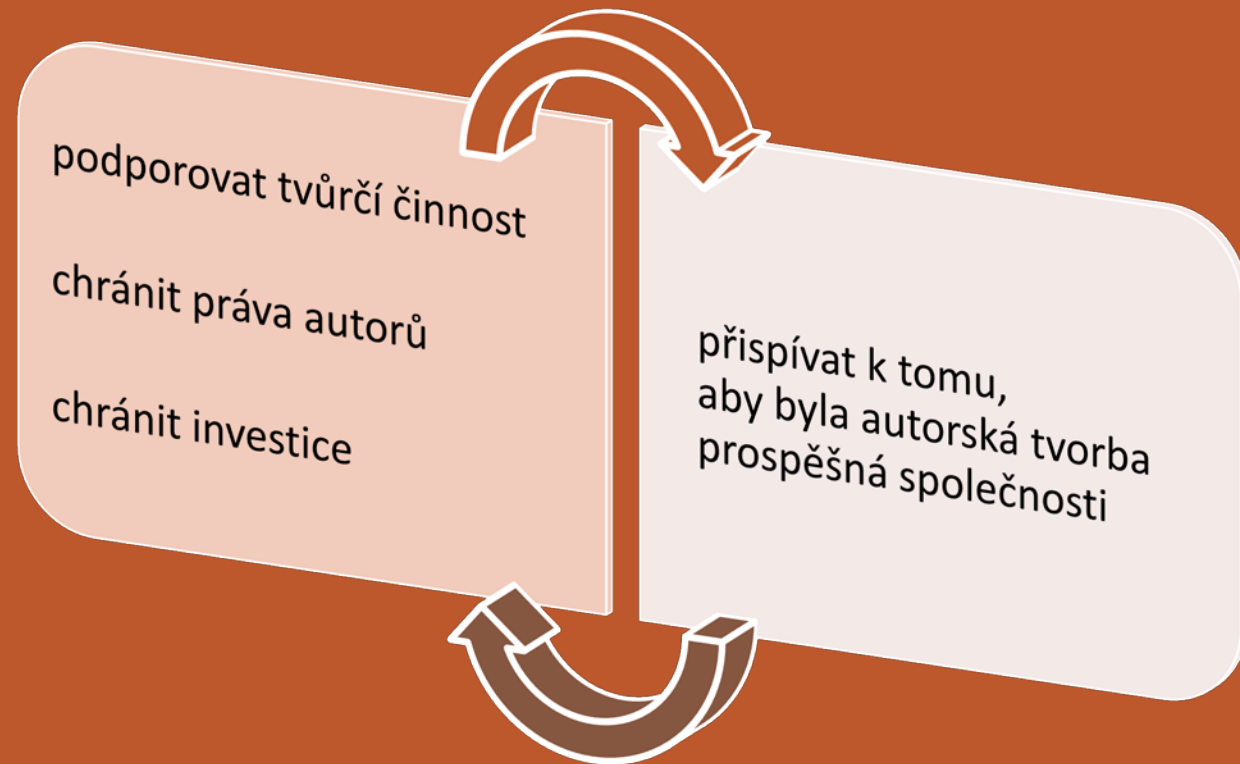 podporovat tvůrčí činnost
chránit práva autorů
chránit investice
přispívat k tomu,
aby byla autorská tvorba
prospěšná společnosti